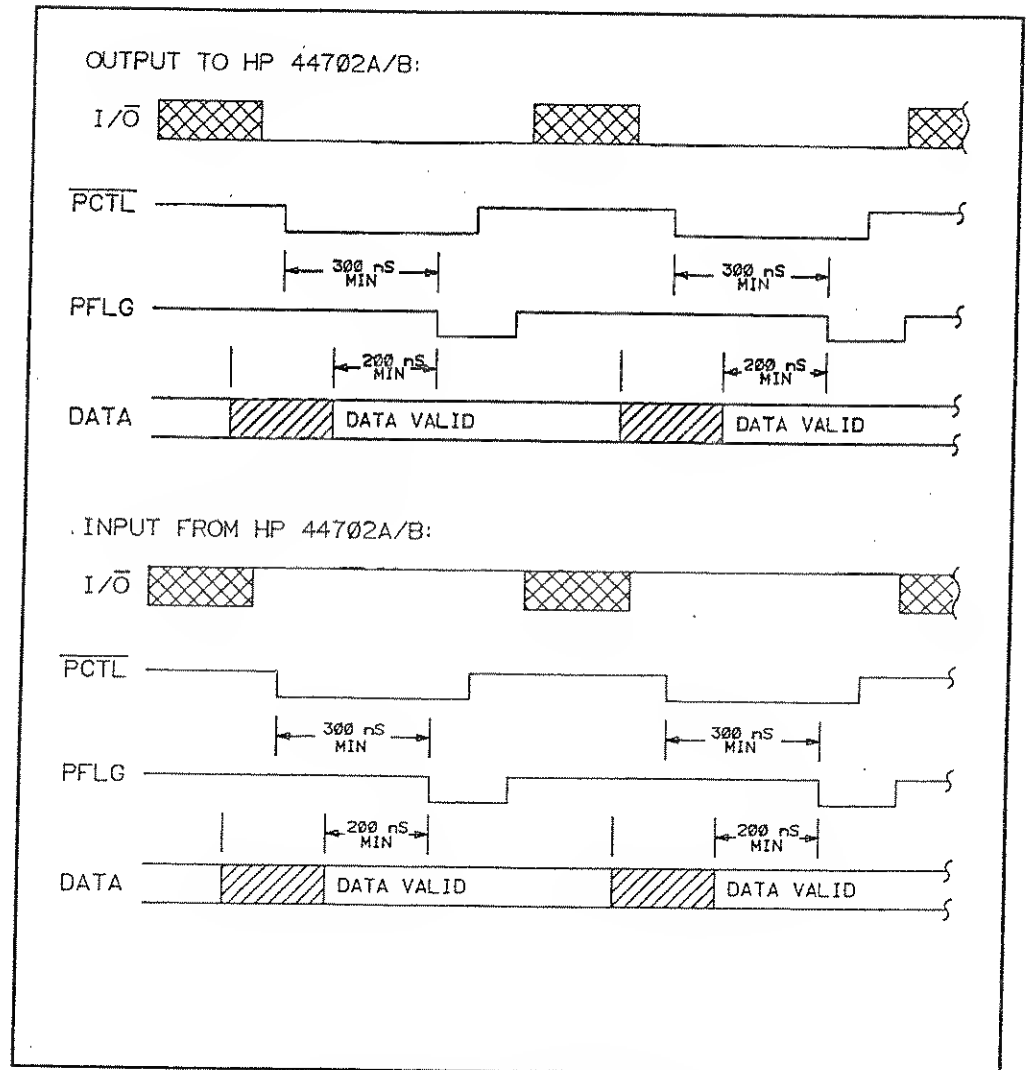 OUTPUT TO HP 44702A/B:
I/O̅
P̅C̅T̅L̅
300 nS
MIN
300 nS
MIN
PFLG
200 nS
MIN
200 nS
MIN
DATA
DATA VALID
DATA VALID
INPUT FROM HP 44702A/B:
I/O̅
P̅C̅T̅L̅
300 nS
MIN
300 nS
MIN
PFLG
200 nS
MIN
200 nS
MIN
DATA
DATA VALID
DATA VALID